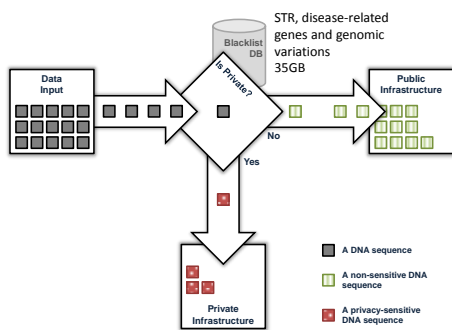 STR, disease-related
genes and genomic
variations
35GB
Blacklist
DB
Data
Input
Is Private?
Public
Infrastructure
No
Yes
Private
Infrastructure
A DNA sequence
A non-sensitive DNA
sequence
A privacy-sensitive
DNA sequence